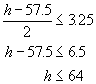 (h − 57.5)/2 ≤ 3.25
h − 57.5 ≤ 6.5
h ≤ 64